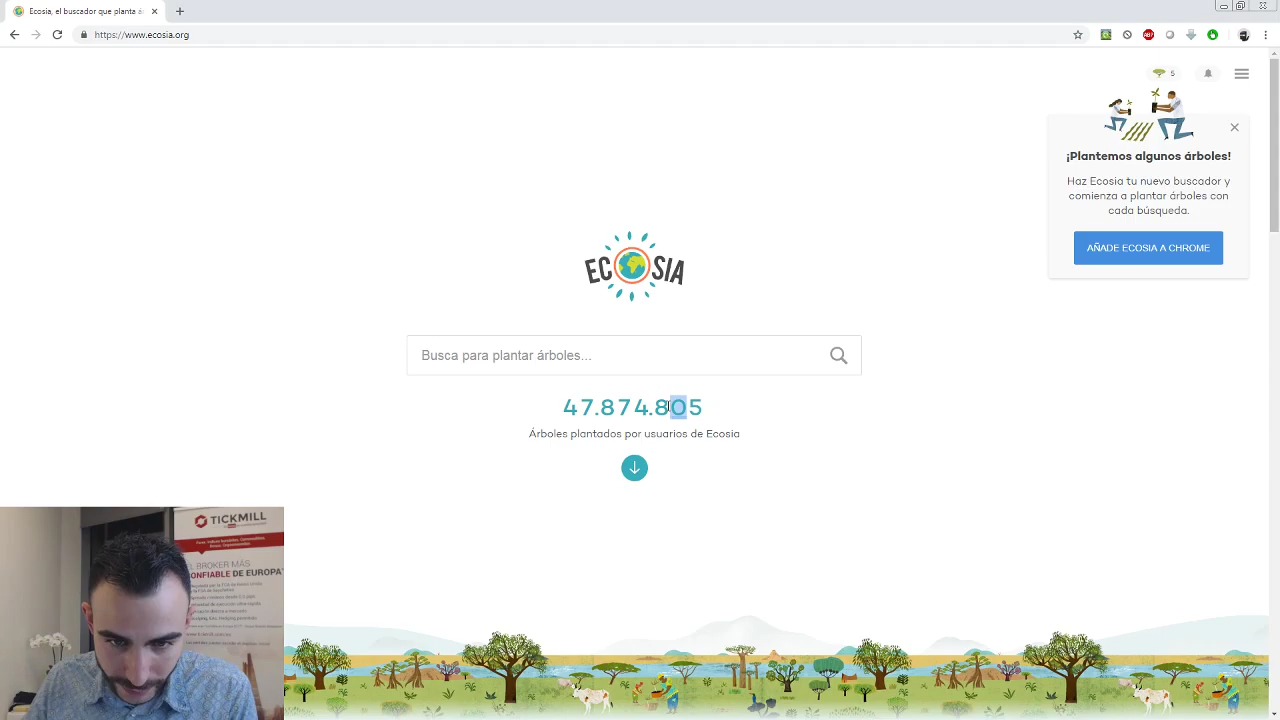 Ecosia, el buscador que planta á
https://www.ecosia.org
ABP
5
¡Plantemos algunos árboles!
Haz Ecosia tu nuevo buscador y
comienza a plantar árboles con
cada búsqueda.
AÑADE ECOSIA A CHROME
ECOSIA
Busca para plantar árboles...
47.874.805
Árboles plantados por usuarios de Ecosia
TICKMILL
EL BROKER MÁS
CONFIABLE DE EUROPA